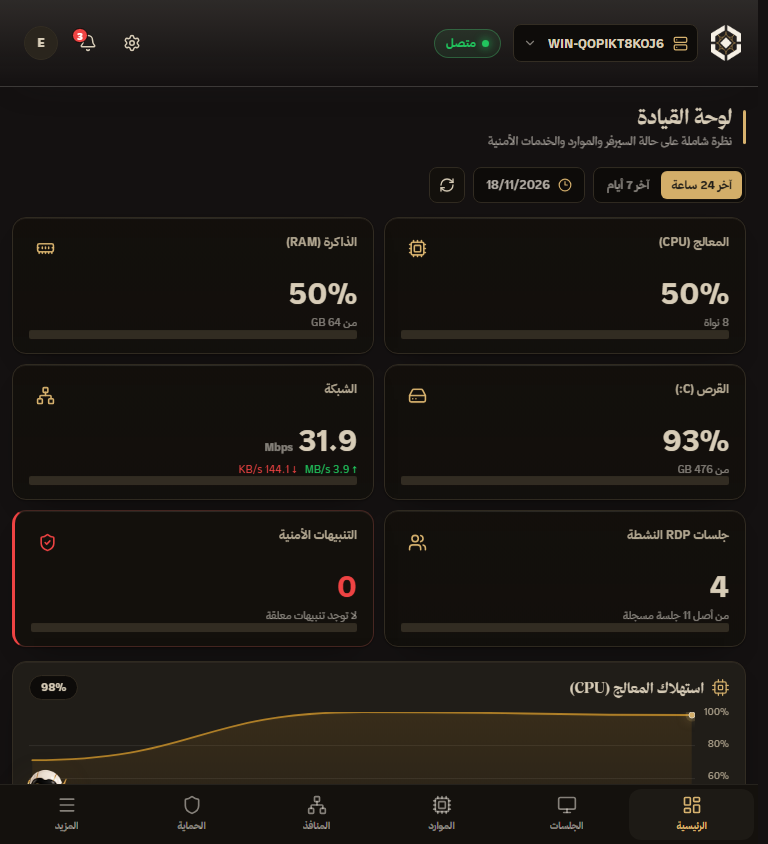 WIN-QOPIKT8KOJ6
متصل
3
E
لوحة القيادة
نظرة شاملة على حالة السيرفر والموارد والخدمات الأمنية
آخر 24 ساعة
آخر 7 أيام
18/11/2026
المعالج (CPU)
50%
8 نواة
الذاكرة (RAM)
50%
من 64 GB
القرص (C:)
93%
من 476 GB
الشبكة
31.9 Mbps
↑ 3.9 MB/s ↓ 144.1 KB/s
جلسات RDP النشطة
4
من أصل 11 جلسة مسجلة
التنبيهات الأمنية
0
لا توجد تنبيهات معلقة
استهلاك المعالج (CPU)
98%
100%
80%
60%
الرئيسية
الجلسات
الموارد
المنافذ
الحماية
المزيد